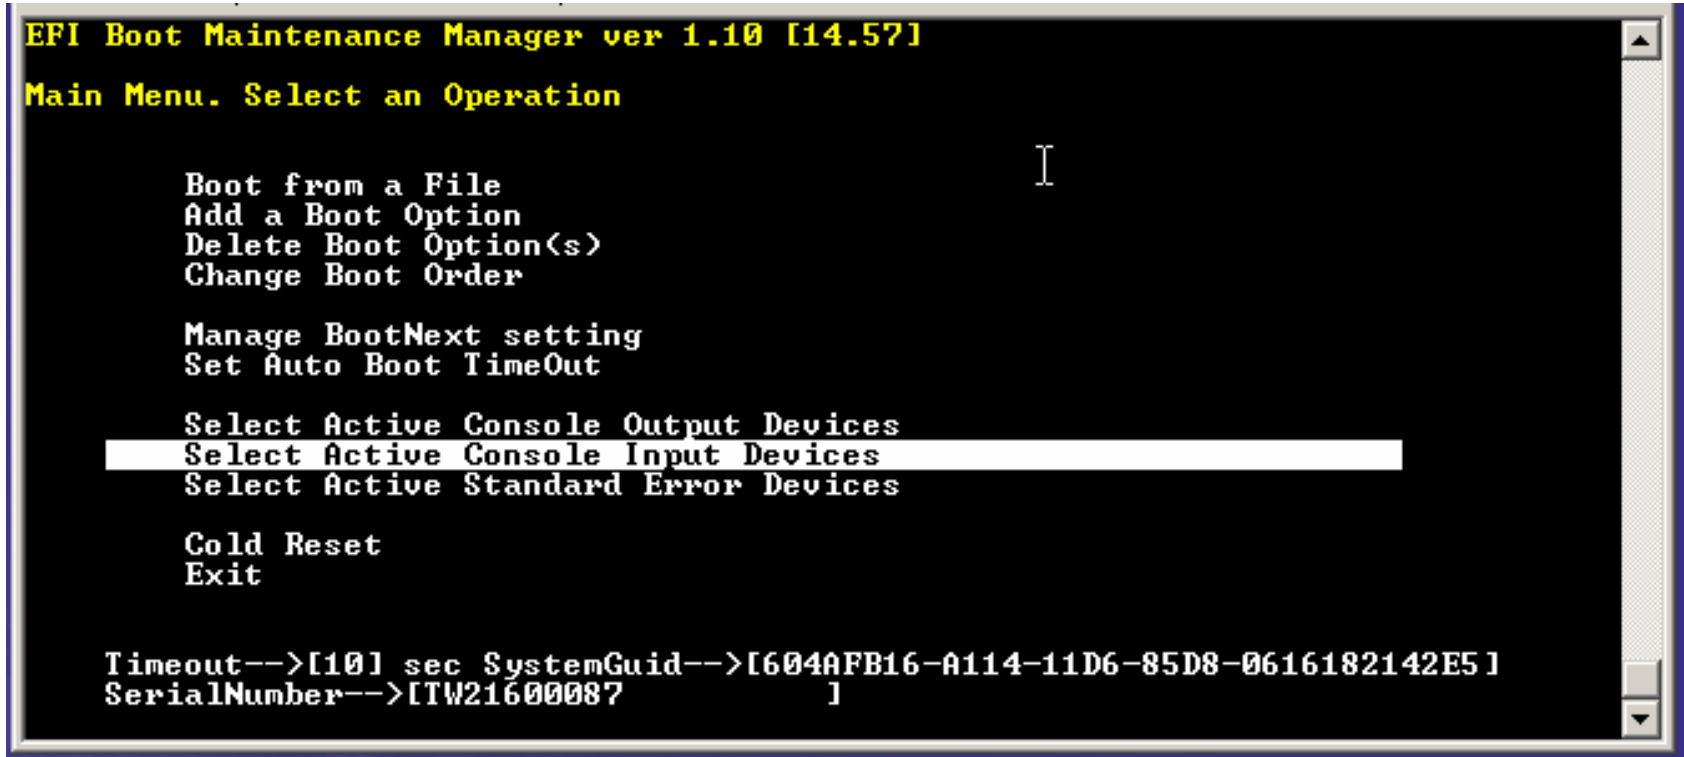 EFI Boot Maintenance Manager ver 1.10 [14.57]
Main Menu. Select an Operation
Boot from a File
Add a Boot Option
Delete Boot Option(s)
Change Boot Order
Manage BootNext setting
Set Auto Boot TimeOut
Select Active Console Output Devices
Select Active Console Input Devices
Select Active Standard Error Devices
Cold Reset
Exit
Timeout-->[10] sec SystemGuid-->[604AFB16-A114-11D6-85D8-0616182142E5]
SerialNumber-->[TW21600087          ]